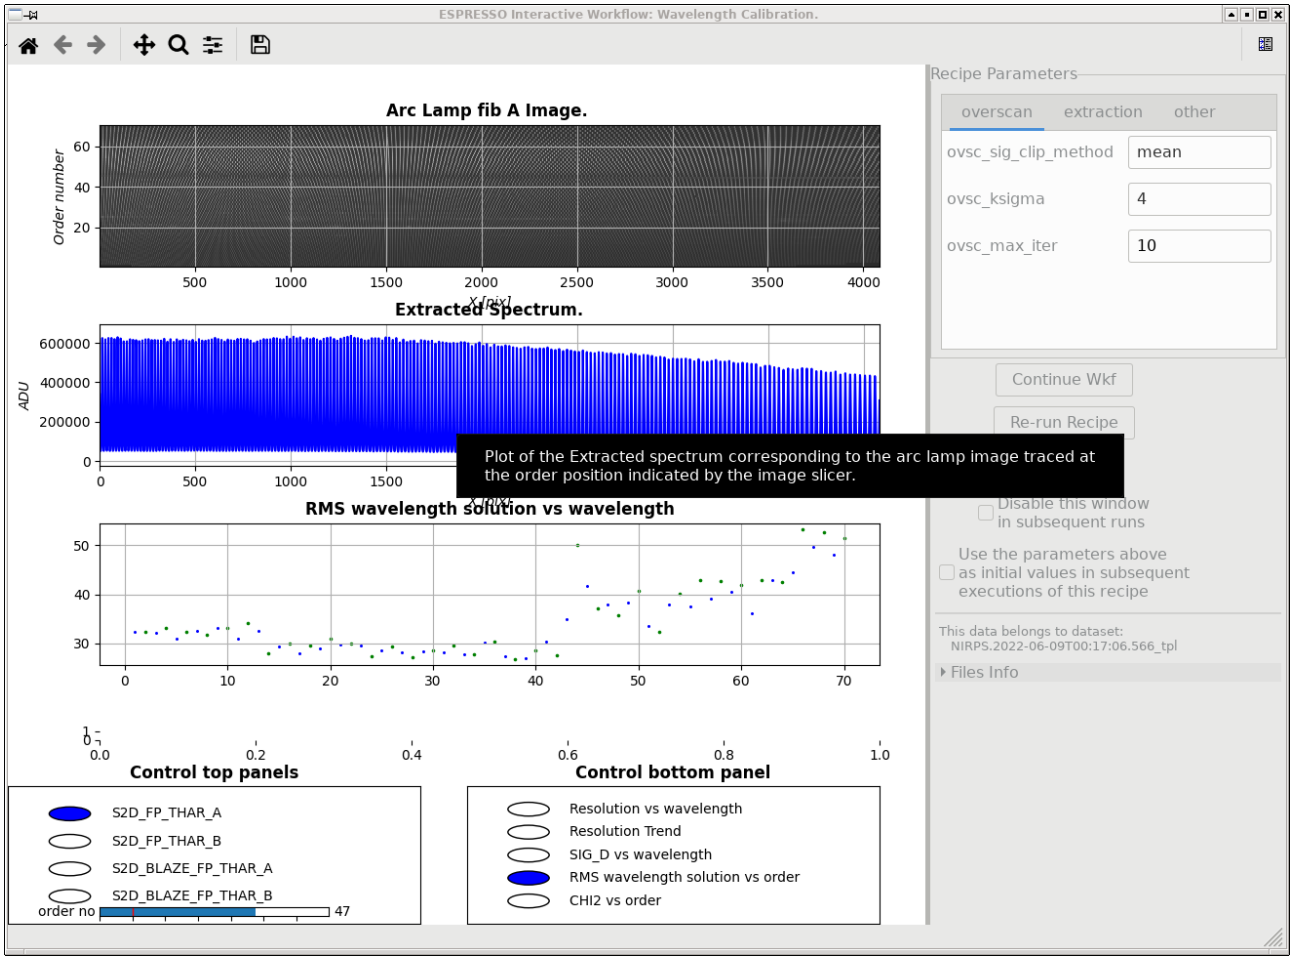 ESPRESSO Interactive Workflow: Wavelength Calibration.
Recipe Parameters
overscan extraction other
ovsc_sig_clip_method mean
ovsc_ksigma 4
ovsc_max_iter 10
Continue Wkf
Re-run Recipe
Disable this window
in subsequent runs
Use the parameters above
as initial values in subsequent
executions of this recipe
This data belongs to dataset:
NIRPS.2022-06-09T00:17:06.566_tpl
Files Info
Arc Lamp fib A Image.
Order number
60
40
20
500 1000 1500 2000 2500 3000 3500 4000
X [pix]
Extracted Spectrum.
ADU
600000
400000
200000
0
0 500 1000 1500
Plot of the Extracted spectrum corresponding to the arc lamp image traced at
the order position indicated by the image slicer.
X [pix]
RMS wavelength solution vs wavelength
50
40
30
0 10 20 30 40 50 60 70
1
0
0.0 0.2 0.4 0.6 0.8 1.0
Control top panels
S2D_FP_THAR_A
S2D_FP_THAR_B
S2D_BLAZE_FP_THAR_A
S2D_BLAZE_FP_THAR_B
order no 47
Control bottom panel
Resolution vs wavelength
Resolution Trend
SIG_D vs wavelength
RMS wavelength solution vs order
CHI2 vs order